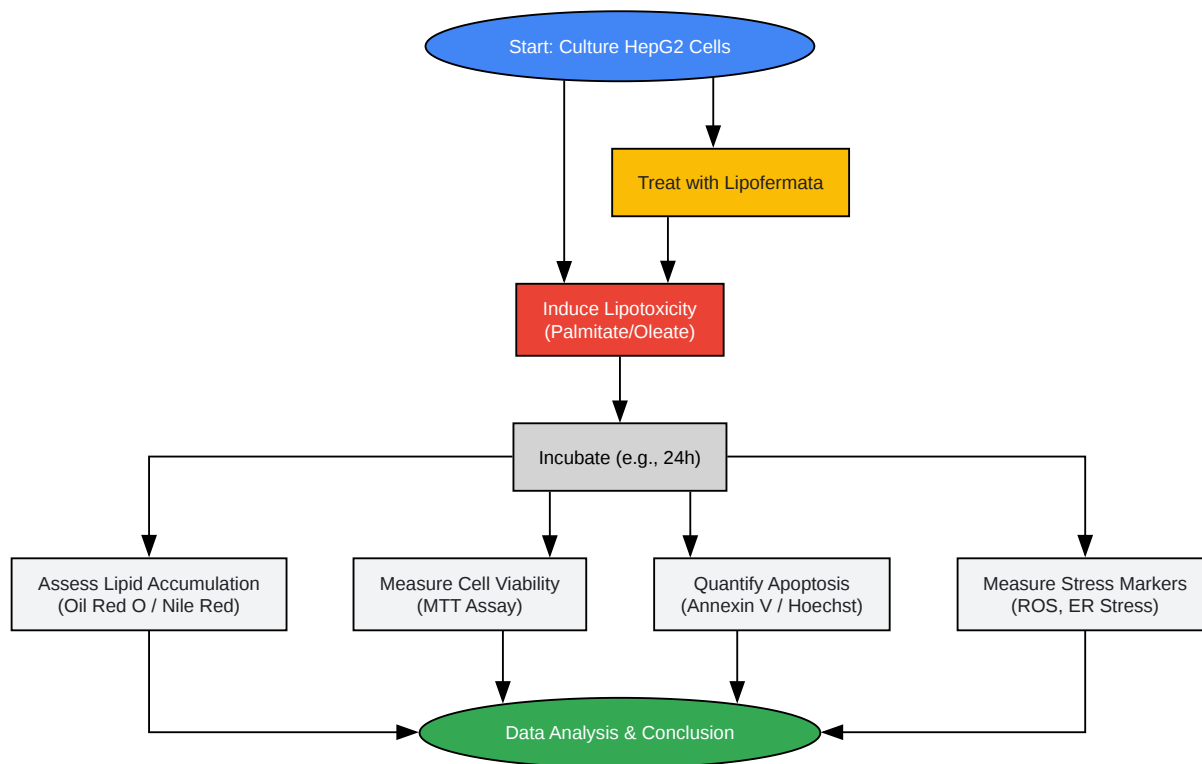 Start: Culture HepG2 Cells
Treat with Lipofermata
Induce Lipotoxicity
(Palmitate/Oleate)
Incubate (e.g., 24h)
Assess Lipid Accumulation
(Oil Red O / Nile Red)
Measure Cell Viability
(MTT Assay)
Quantify Apoptosis
(Annexin V / Hoechst)
Measure Stress Markers
(ROS, ER Stress)
Data Analysis & Conclusion